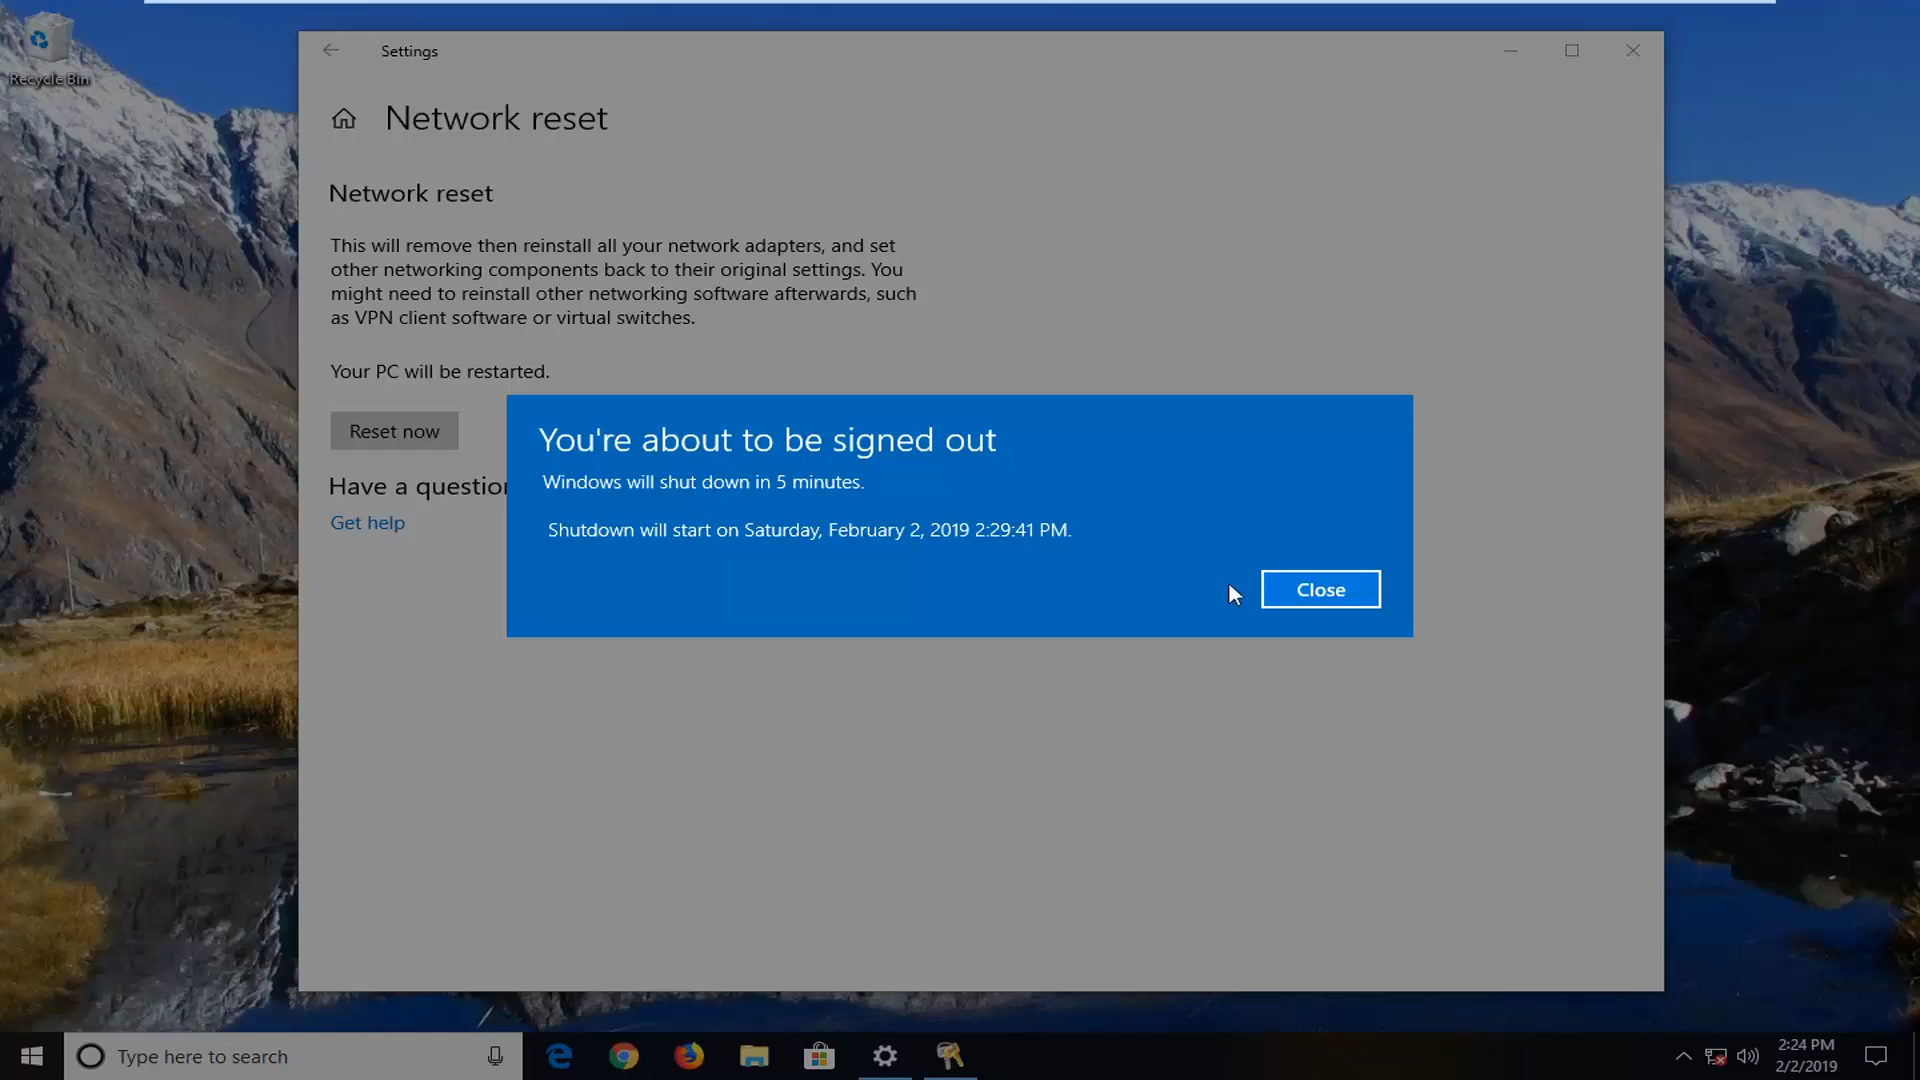 Recycle Bin
Settings
Network reset
Network reset
This will remove then reinstall all your network adapters, and set
other networking components back to their original settings. You
might need to reinstall other networking software afterwards, such
as VPN client software or virtual switches.
Your PC will be restarted.
Reset now
Have a question
Get help
You're about to be signed out
Windows will shut down in 5 minutes.
Shutdown will start on Saturday, February 2, 2019 2:29:41 PM.
Close
Type here to search
2:24 PM
2/2/2019